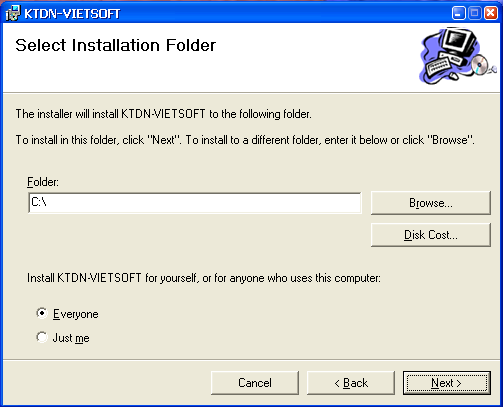 KTDN-VIETSOFT
Select Installation Folder
The installer will install KTDN-VIETSOFT to the following folder.
To install in this folder, click "Next". To install to a different folder, enter it below or click "Browse".
Folder:
C:\
Browse...
Disk Cost...
Install KTDN-VIETSOFT for yourself, or for anyone who uses this computer:
Everyone
Just me
Cancel
< Back
Next >